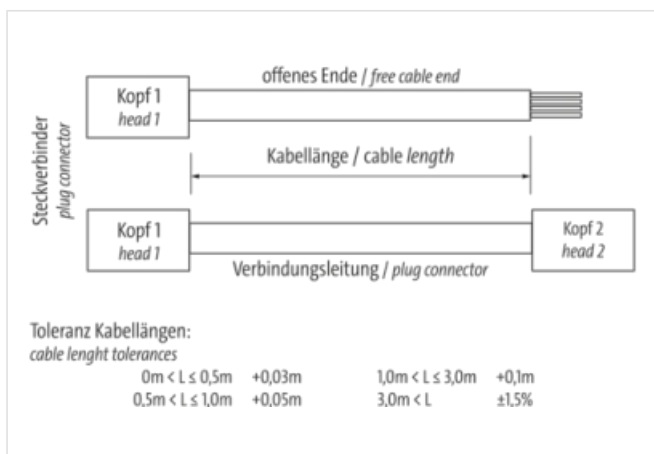 offenes Ende / free cable end
Kopf 1
head 1
Steckverbinder
plug connector
Kabellänge / cable length
Kopf 1
head 1
Kopf 2
head 2
Verbindungsleitung / plug connector
Toleranz Kabellängen:
cable lenght tolerances
0m < L ≤ 0,5m +0,03m 1,0m < L ≤ 3,0m +0,1m
0,5m < L ≤ 1,0m +0,05m 3,0m < L ±1,5%